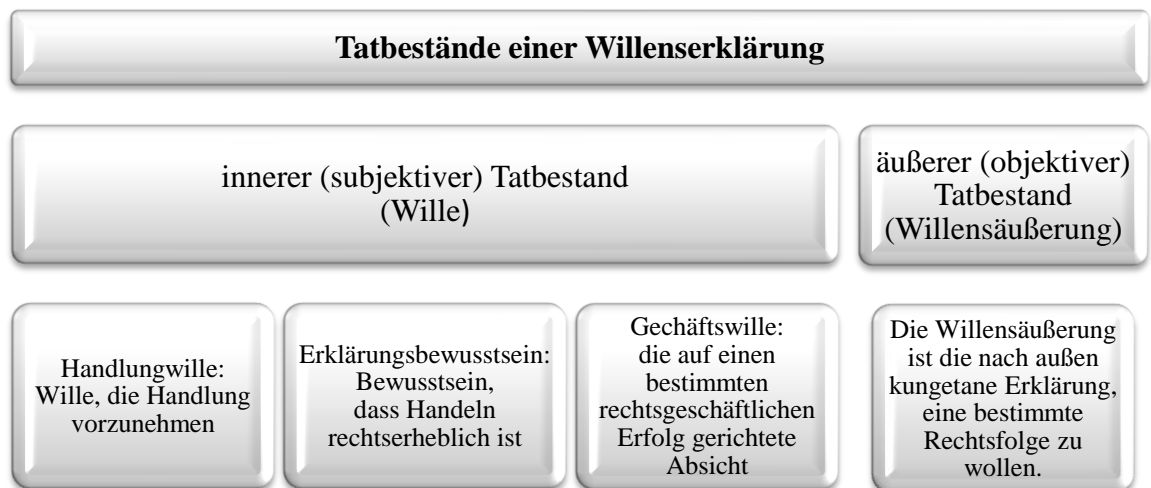 Tatbestände einer Willenserklärung
innerer (subjektiver) Tatbestand
(Wille)
äußerer (objektiver)
Tatbestand
(Willensäußerung)
Handlungwille:
Wille, die Handlung
vorzunehmen
Erklärungsbewusstsein:
Bewusstsein,
dass Handeln
rechtserheblich ist
Gechäftswille:
die auf einen
bestimmten
rechtsgeschäftlichen
Erfolg gerichtete
Absicht
Die Willensäußerung
ist die nach außen
kungetane Erklärung,
eine bestimmte
Rechtsfolge zu
wollen.